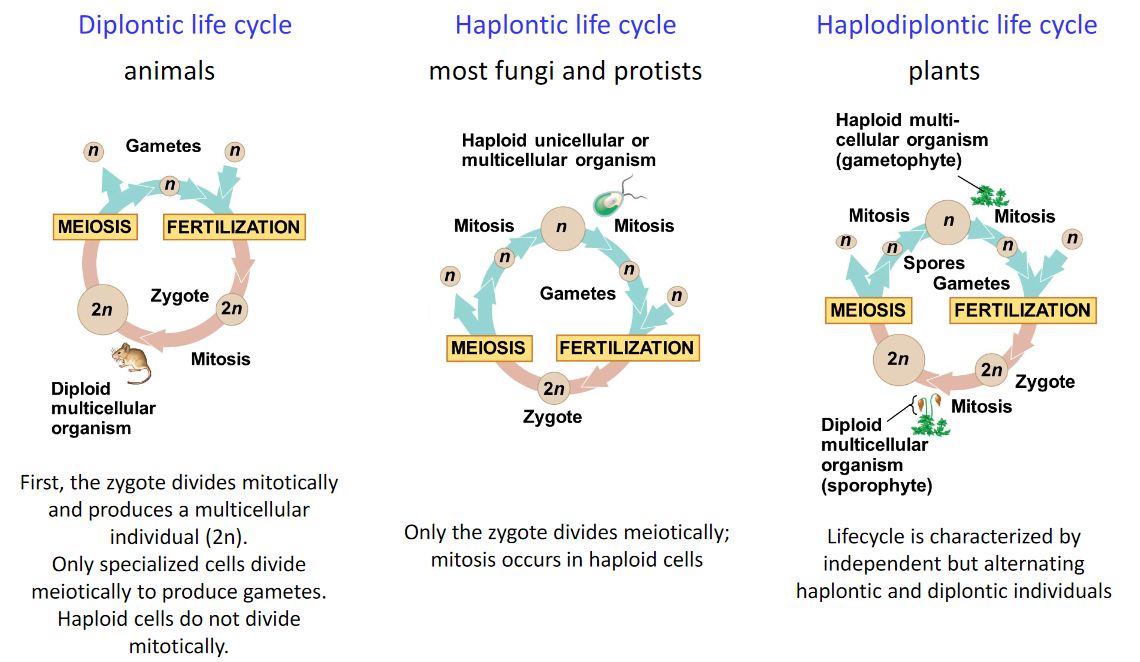 Diplontic life cycle
animals
Gametes
n
n
n
MEIOSIS
FERTILIZATION
Zygote
2n
2n
Mitosis
Diploid
multicellular
organism
First, the zygote divides mitotically
and produces a multicellular
individual (2n).
Only specialized cells divide
meiotically to produce gametes.
Haploid cells do not divide
mitotically.
Haplontic life cycle
most fungi and protists
Haploid unicellular or
multicellular organism
Mitosis
n
Mitosis
n
n
n
Gametes
n
MEIOSIS
FERTILIZATION
2n
Zygote
Only the zygote divides meiotically;
mitosis occurs in haploid cells
Haplodiplontic life cycle
plants
Haploid multi-
cellular organism
(gametophyte)
Mitosis
n
Mitosis
n
n
n
n
Spores
Gametes
MEIOSIS
FERTILIZATION
2n
2n
Zygote
Mitosis
Diploid
multicellular
organism
(sporophyte)
Lifecycle is characterized by
independent but alternating
haplontic and diplontic individuals